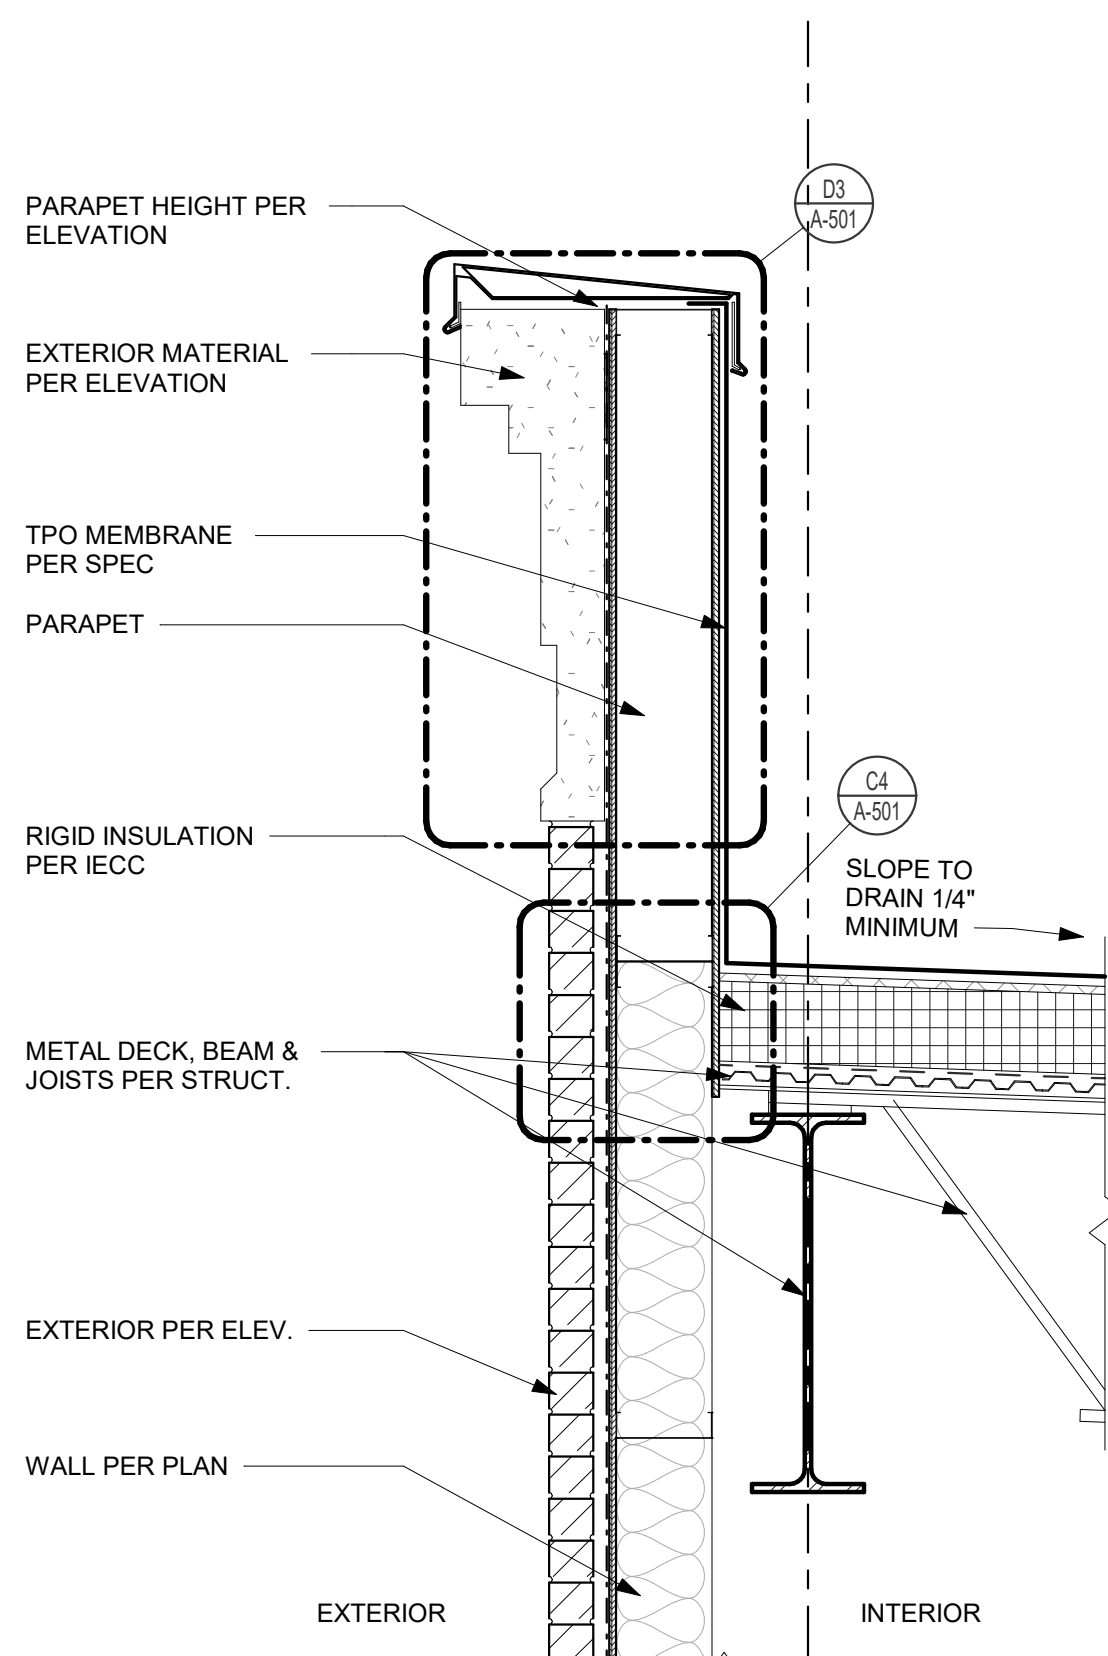 D3
A-501
PARAPET HEIGHT PER
ELEVATION
EXTERIOR MATERIAL
PER ELEVATION
TPO MEMBRANE
PER SPEC
PARAPET
C4
A-501
RIGID INSULATION
PER IECC
SLOPE TO
DRAIN 1/4"
MINIMUM
METAL DECK, BEAM &
JOISTS PER STRUCT.
EXTERIOR PER ELEV.
WALL PER PLAN
EXTERIOR
INTERIOR